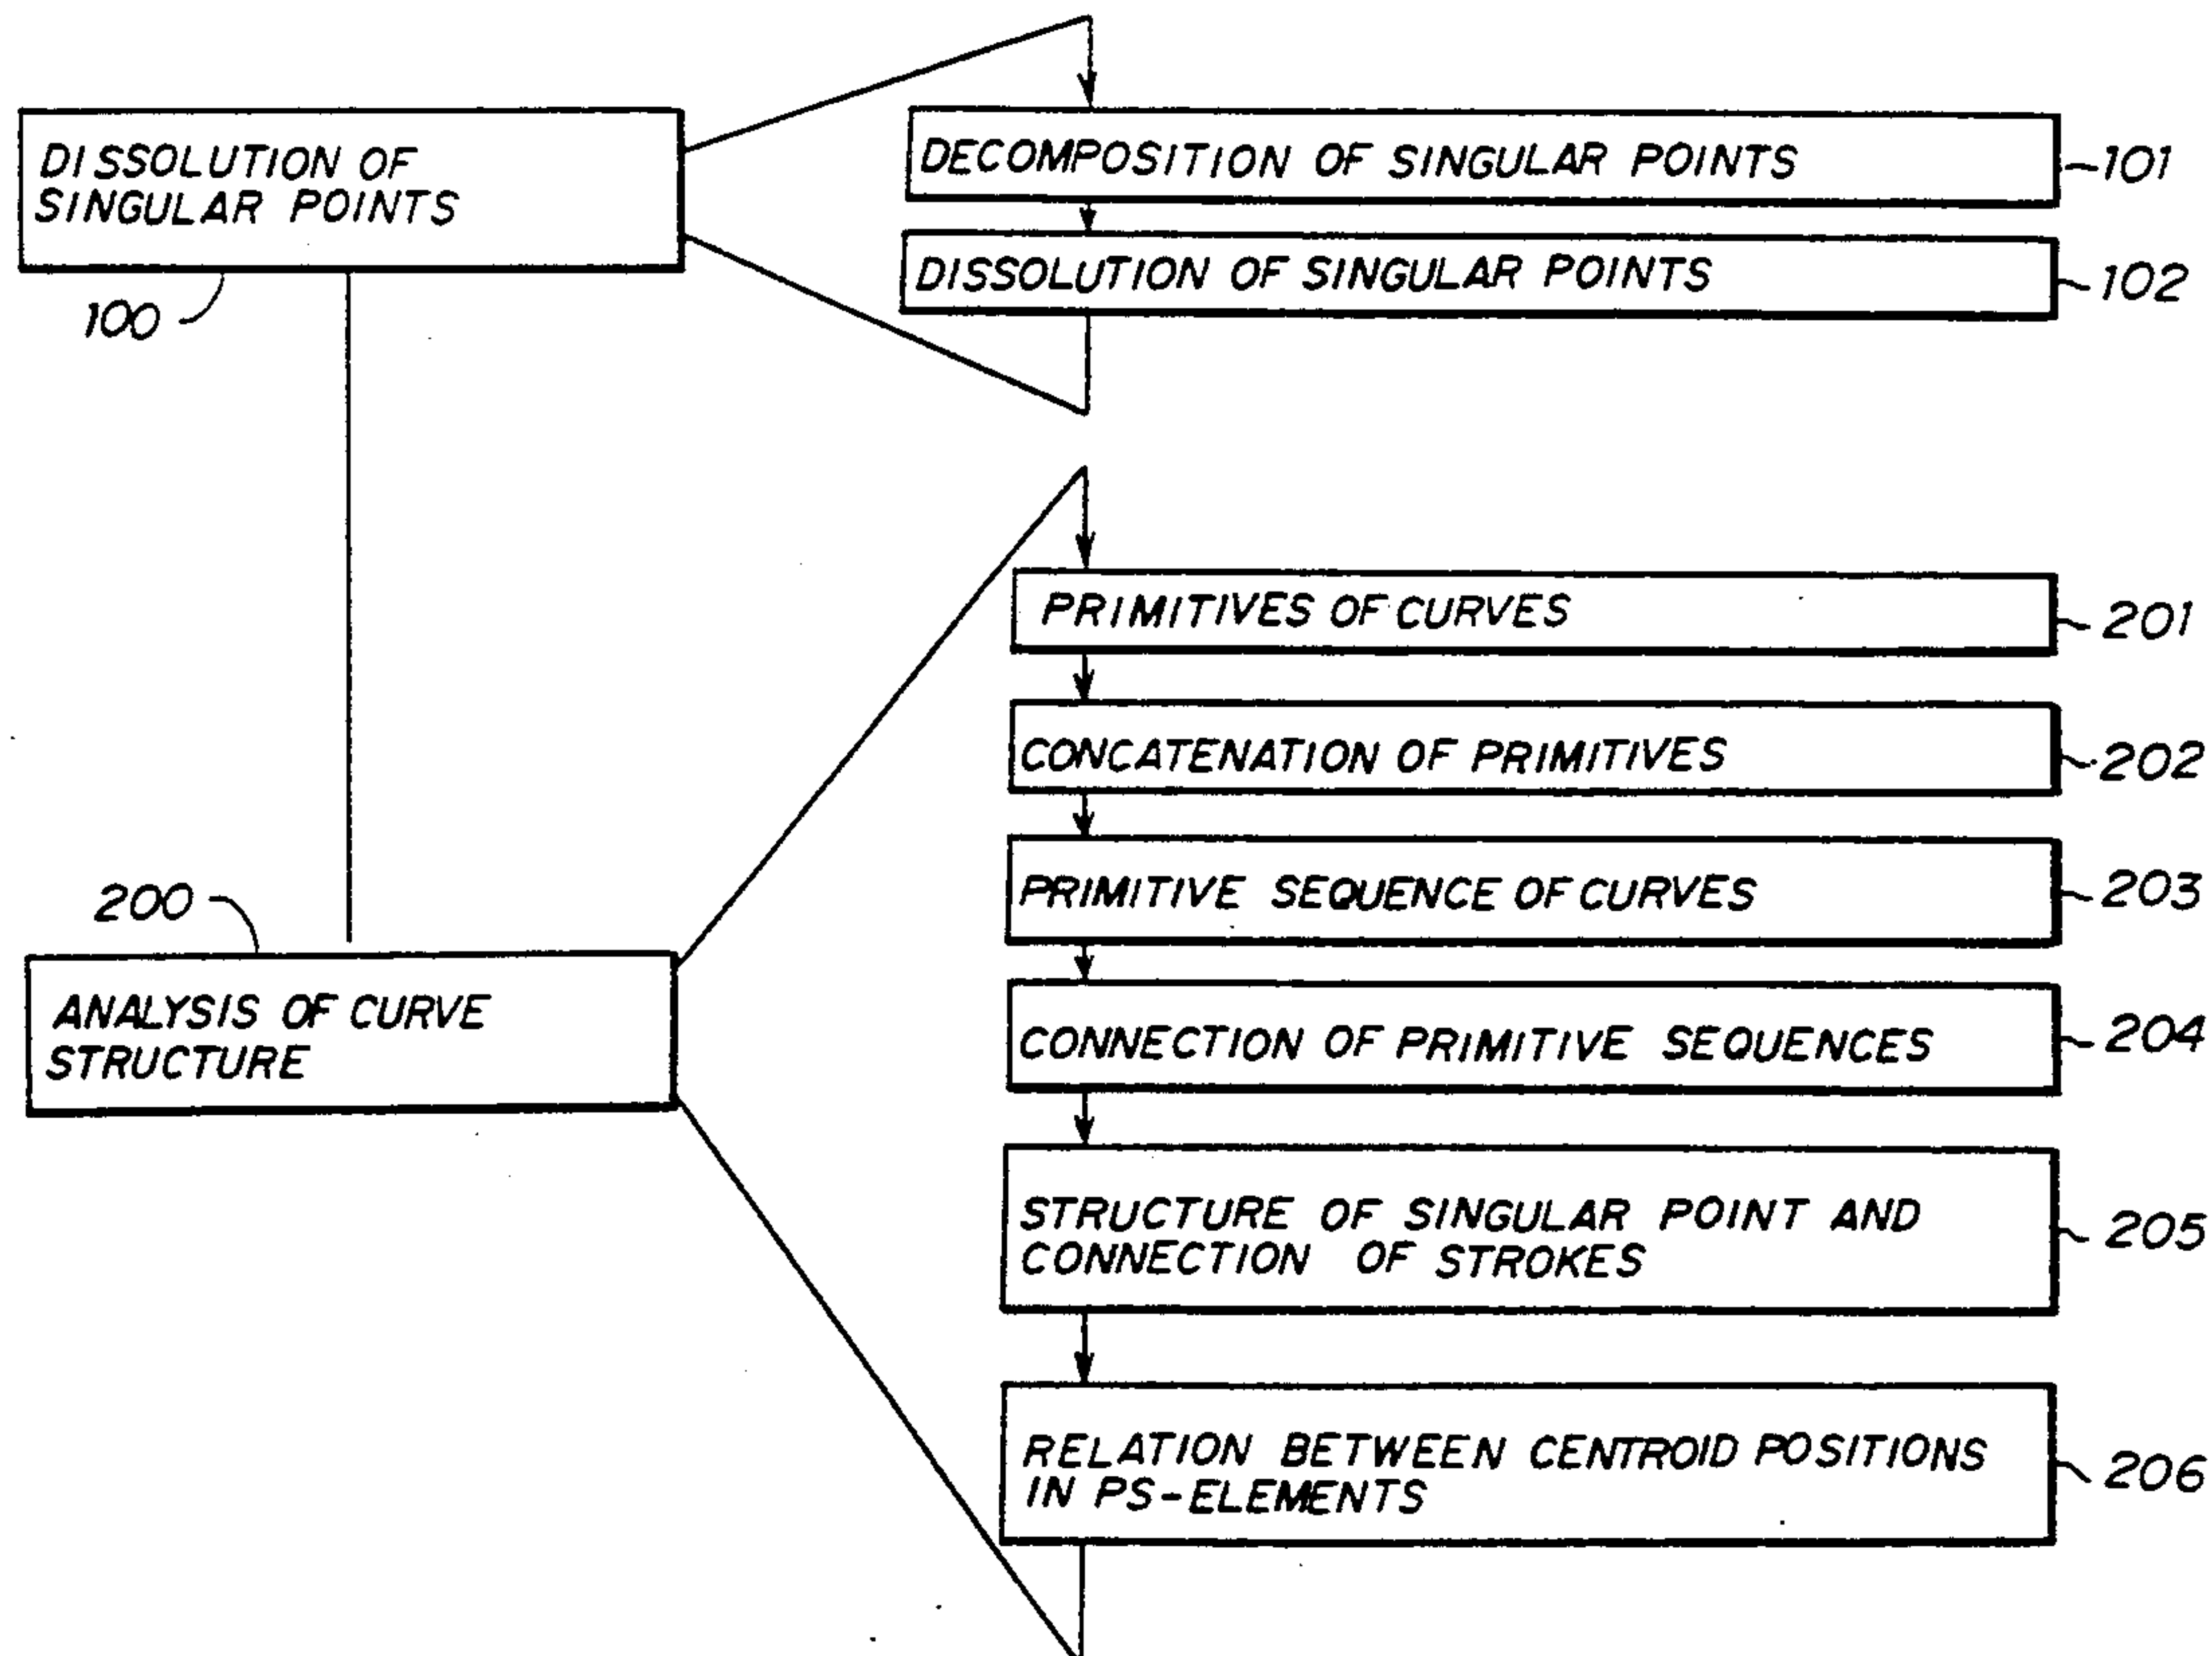 DISSOLUTION OF
SINGULAR POINTS
100
DECOMPOSITION OF SINGULAR POINTS
101
DISSOLUTION OF SINGULAR POINTS
102
200
ANALYSIS OF CURVE
STRUCTURE
PRIMITIVES OF CURVES
201
CONCATENATION OF PRIMITIVES
202
PRIMITIVE SEQUENCE OF CURVES
203
CONNECTION OF PRIMITIVE SEQUENCES
204
STRUCTURE OF SINGULAR POINT AND
CONNECTION OF STROKES
205
RELATION BETWEEN CENTROID POSITIONS
IN PS-ELEMENTS
206